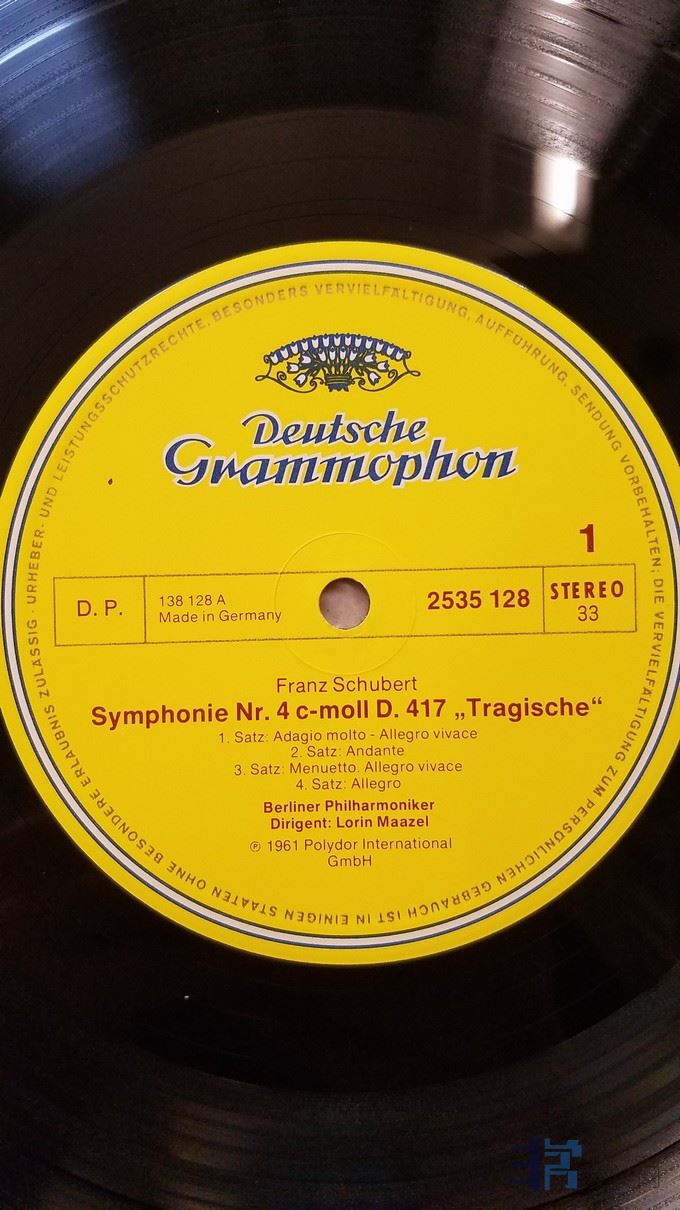 Deutsche
Grammophon
1
D. P.
138 128 A
Made in Germany
2535 128
STEREO
33
Franz Schubert
Symphonie Nr. 4 c-moll D. 417 „Tragische“
1. Satz: Adagio molto - Allegro vivace
2. Satz: Andante
3. Satz: Menuetto. Allegro vivace
4. Satz: Allegro
Berliner Philharmoniker
Dirigent: Lorin Maazel
℗ 1961 Polydor International
GmbH
URHEBER- UND LEISTUNGSSCHUTZRECHTE, BESONDERS VERVIELFÄLTIGUNG, AUFFÜHRUNG, SENDUNG VORBEHALTEN; DIE VERVIELFÄLTIGUNG ZUM PERSÖNLICHEN GEBRAUCH IST IN EINIGEN STAATEN OHNE BESONDERE ERLAUBNIS ZULÄSSIG ·